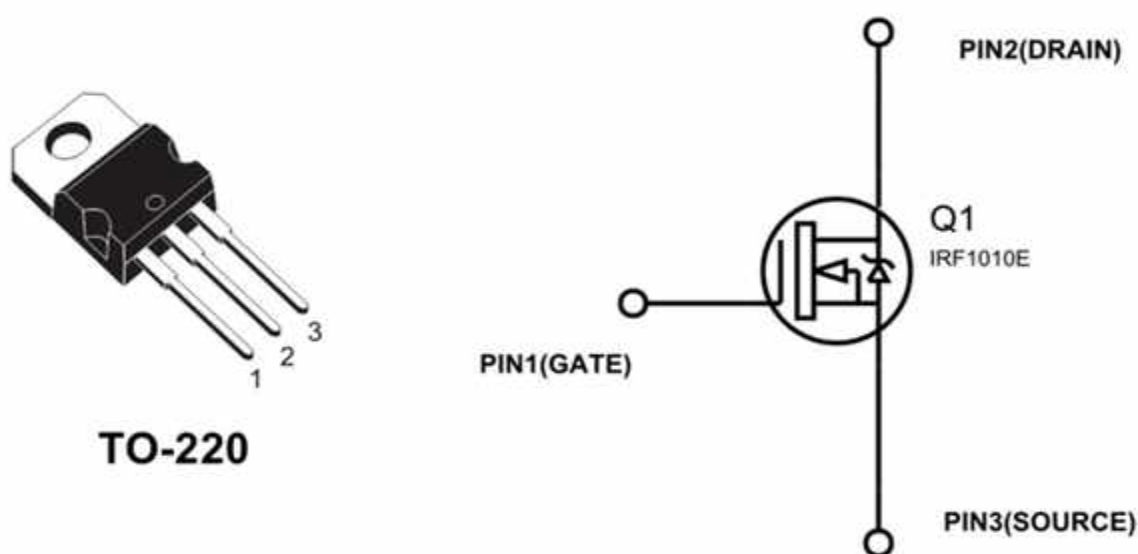 1
2
3
TO-220
PIN2(DRAIN)
Q1
IRF1010E
PIN1(GATE)
PIN3(SOURCE)